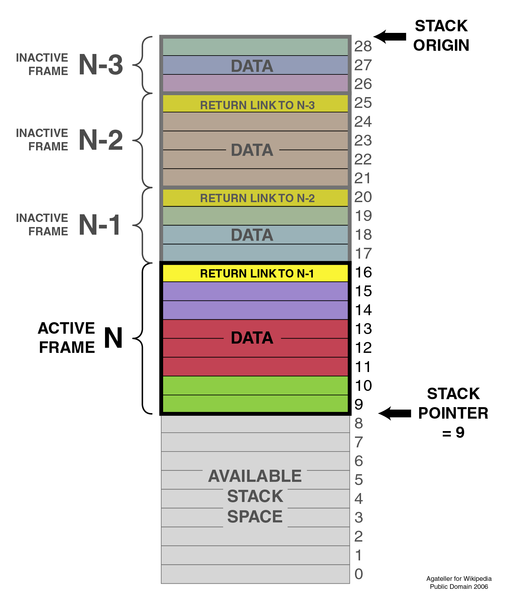 STACK
ORIGIN
INACTIVE
FRAME N-3
DATA
28
27
26
INACTIVE
FRAME N-2
RETURN LINK TO N-3
DATA
25
24
23
22
21
INACTIVE
FRAME N-1
RETURN LINK TO N-2
DATA
20
19
18
17
ACTIVE
FRAME N
RETURN LINK TO N-1
DATA
16
15
14
13
12
11
10
9
STACK
POINTER
= 9
AVAILABLE
STACK
SPACE
8
7
6
5
4
3
2
1
0
Agateller for Wikipedia
Public Domain 2006